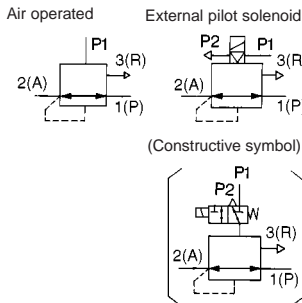 Air operated
P1
3(R)
2(A)
1(P)
External pilot solenoid
P2
P1
3(R
2(A)
1(P)
(Constructive symbol)
P1
P2
3(R)
2(A)
1(P)